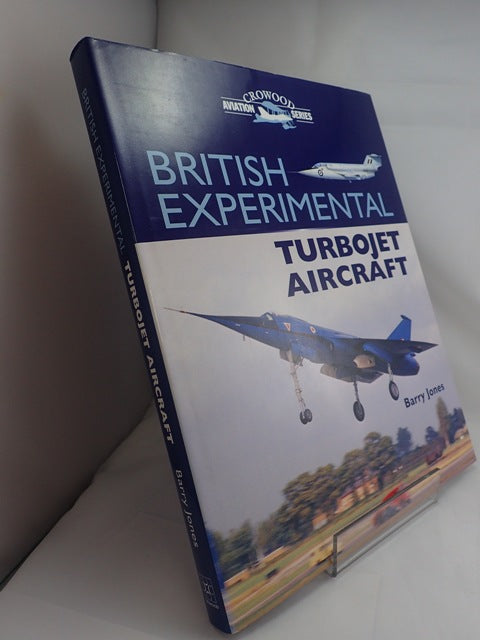 CROWOOD
AVIATION SERIES
BRITISH
EXPERIMENTAL
TURBOJET
AIRCRAFT
Barry Jones
BRITISH EXPERIMENTAL TURBOJET AIRCRAFT
Barry Jones